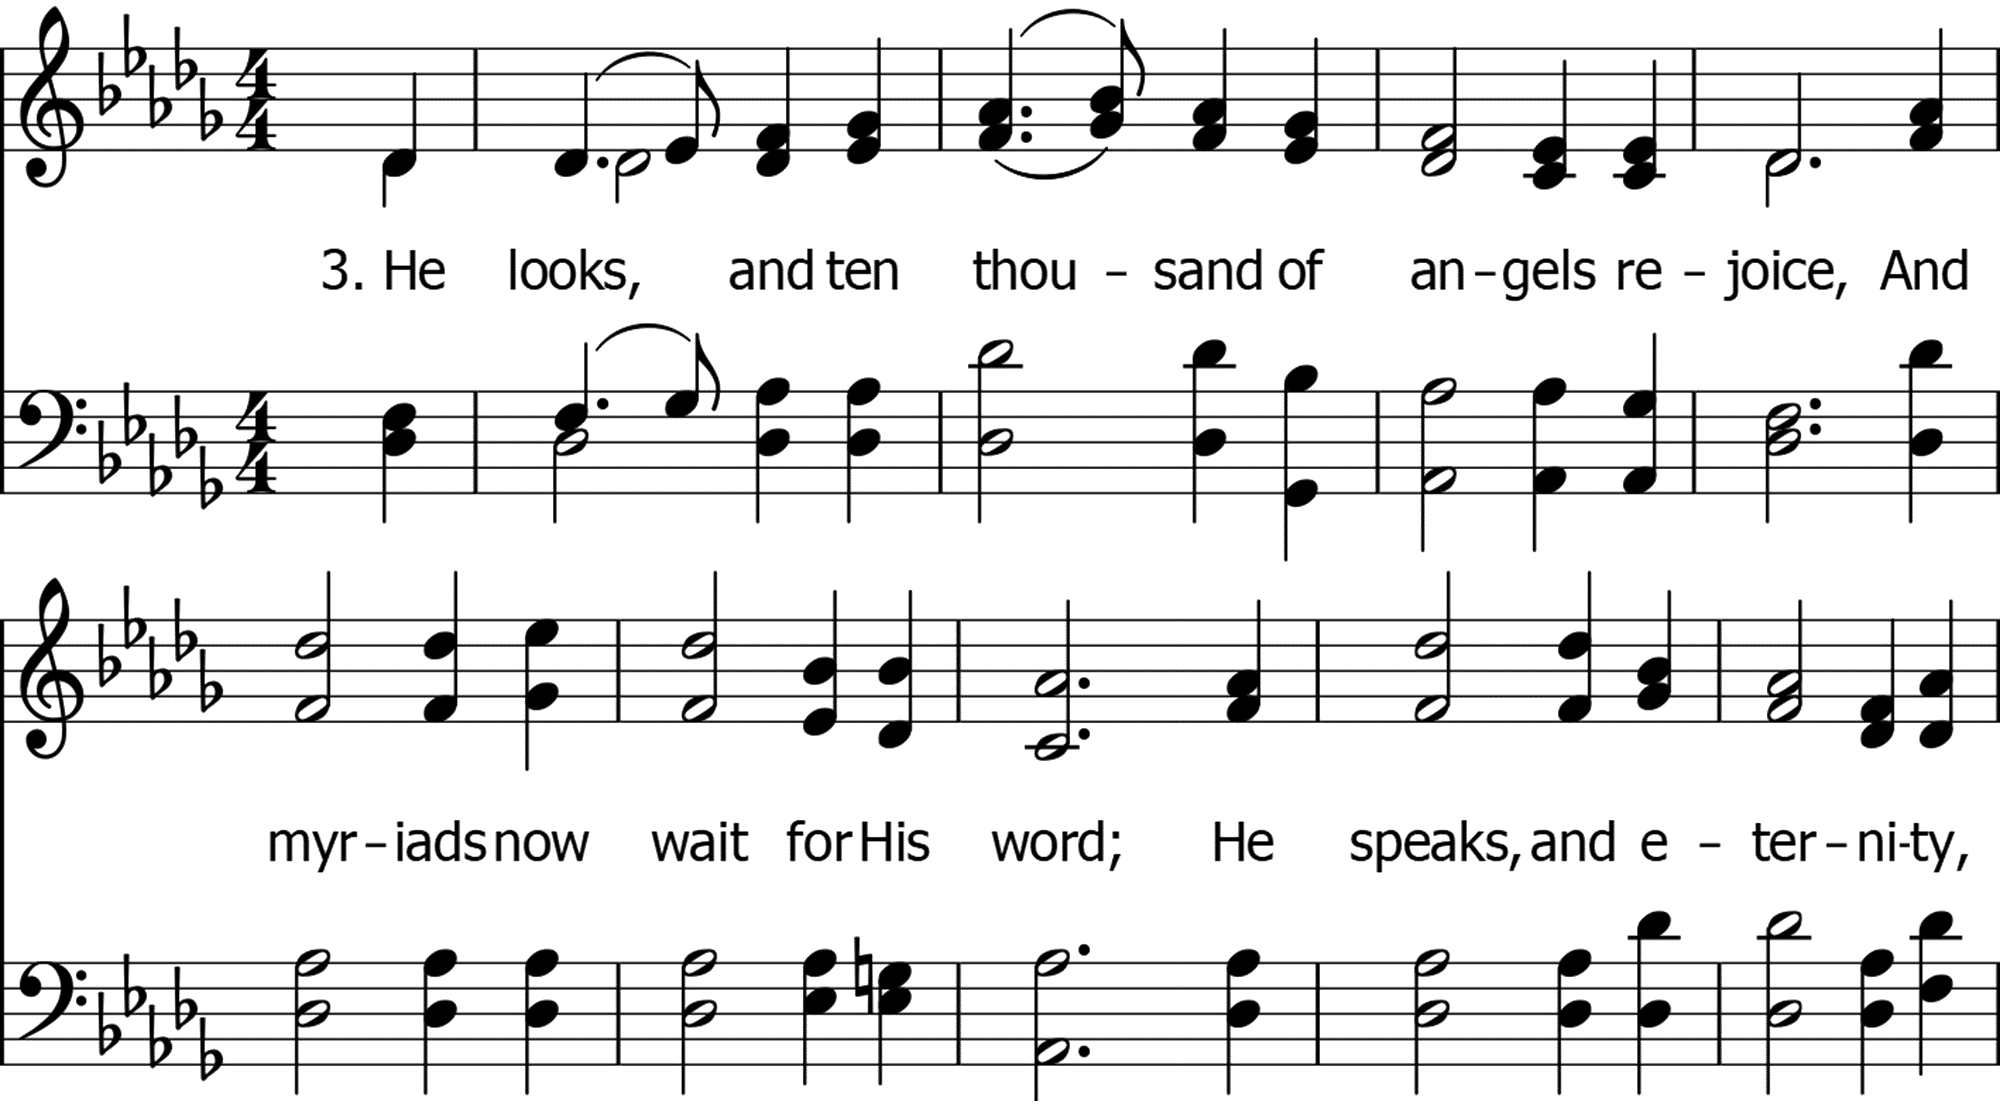 3. He looks, and ten thou – sand of an – gels re – joice, And
myr – iads now wait for His word; He speaks, and e – ter – ni-ty,